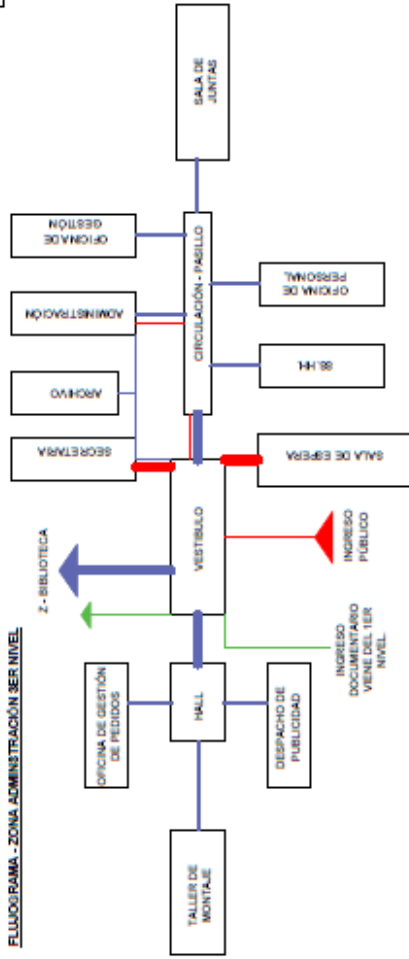 FLUJOGRAMA - ZONA ADMINISTRACIÓN 3ER NIVEL
TALLER DE
MONTAJE
OFICINA DE GESTIÓN
DE PEDIDOS
HALL
DESPACHO DE
PUBLICIDAD
Z - BIBLIOTECA
VESTIBULO
INGRESO
DOCUMENTARIO
VIENE DEL 1ER
NIVEL
INGRESO
PÚBLICO
SECRETARIA
ARCHIVO
ADMINISTRACIÓN
OFICINA DE
GESTIÓN
SALA DE ESPERA
SS.HH.
OFICINA DE
PERSONAL
CIRCULACIÓN - PASILLO
SALA DE
JUNTAS